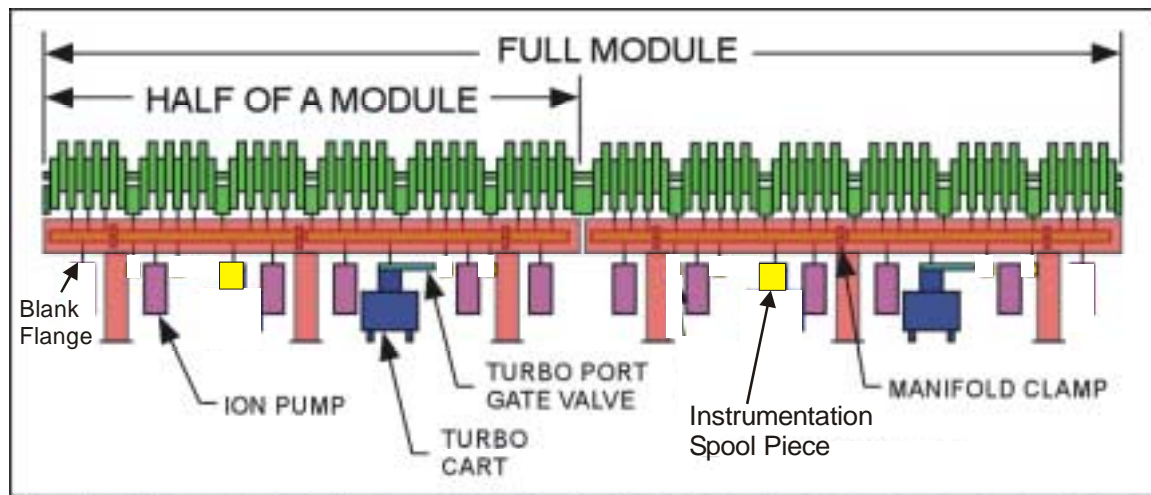 FULL MODULE
HALF OF A MODULE
Blank
Flange
ION PUMP
TURBO
CART
TURBO PORT
GATE VALVE
Instrumentation
Spool Piece
MANIFOLD CLAMP